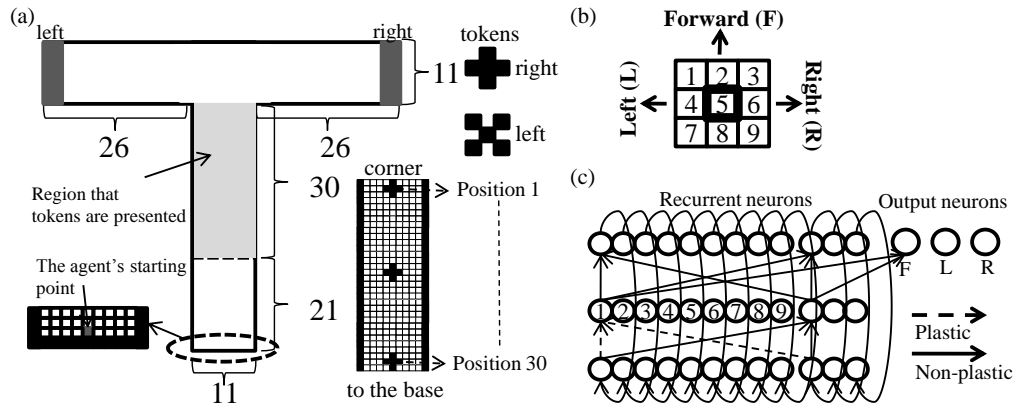 (a)
left
right
tokens
right
left
11
26
26
30
21
11
Region that
tokens are presented
The agent's starting
point
corner
Position 1
Position 30
to the base
(b)
Forward (F)
Left (L)
Right (R)
1 2 3
4 5 6
7 8 9
(c)
Recurrent neurons
Output neurons
F L R
1 2 3 4 5 6 7 8 9
Plastic
Non-plastic